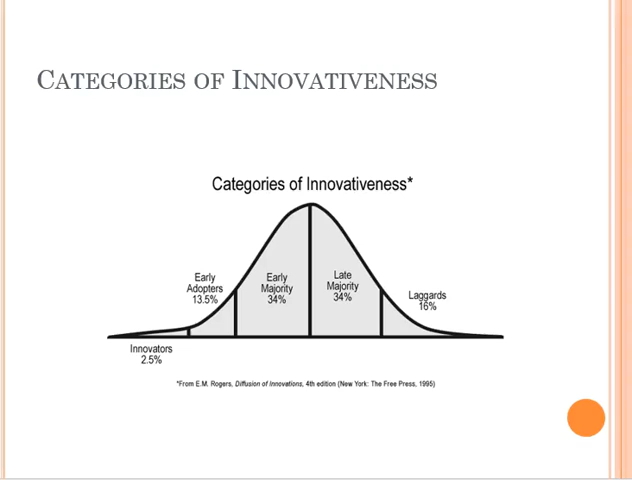 CATEGORIES OF INNOVATIVENESS
Categories of Innovativeness*
Early
Adopters
13.5%
Early
Majority
34%
Late
Majority
34%
Laggards
16%
Innovators
2.5%
*From E.M. Rogers, Diffusion of Innovations, 4th edition (New York: The Free Press, 1995)